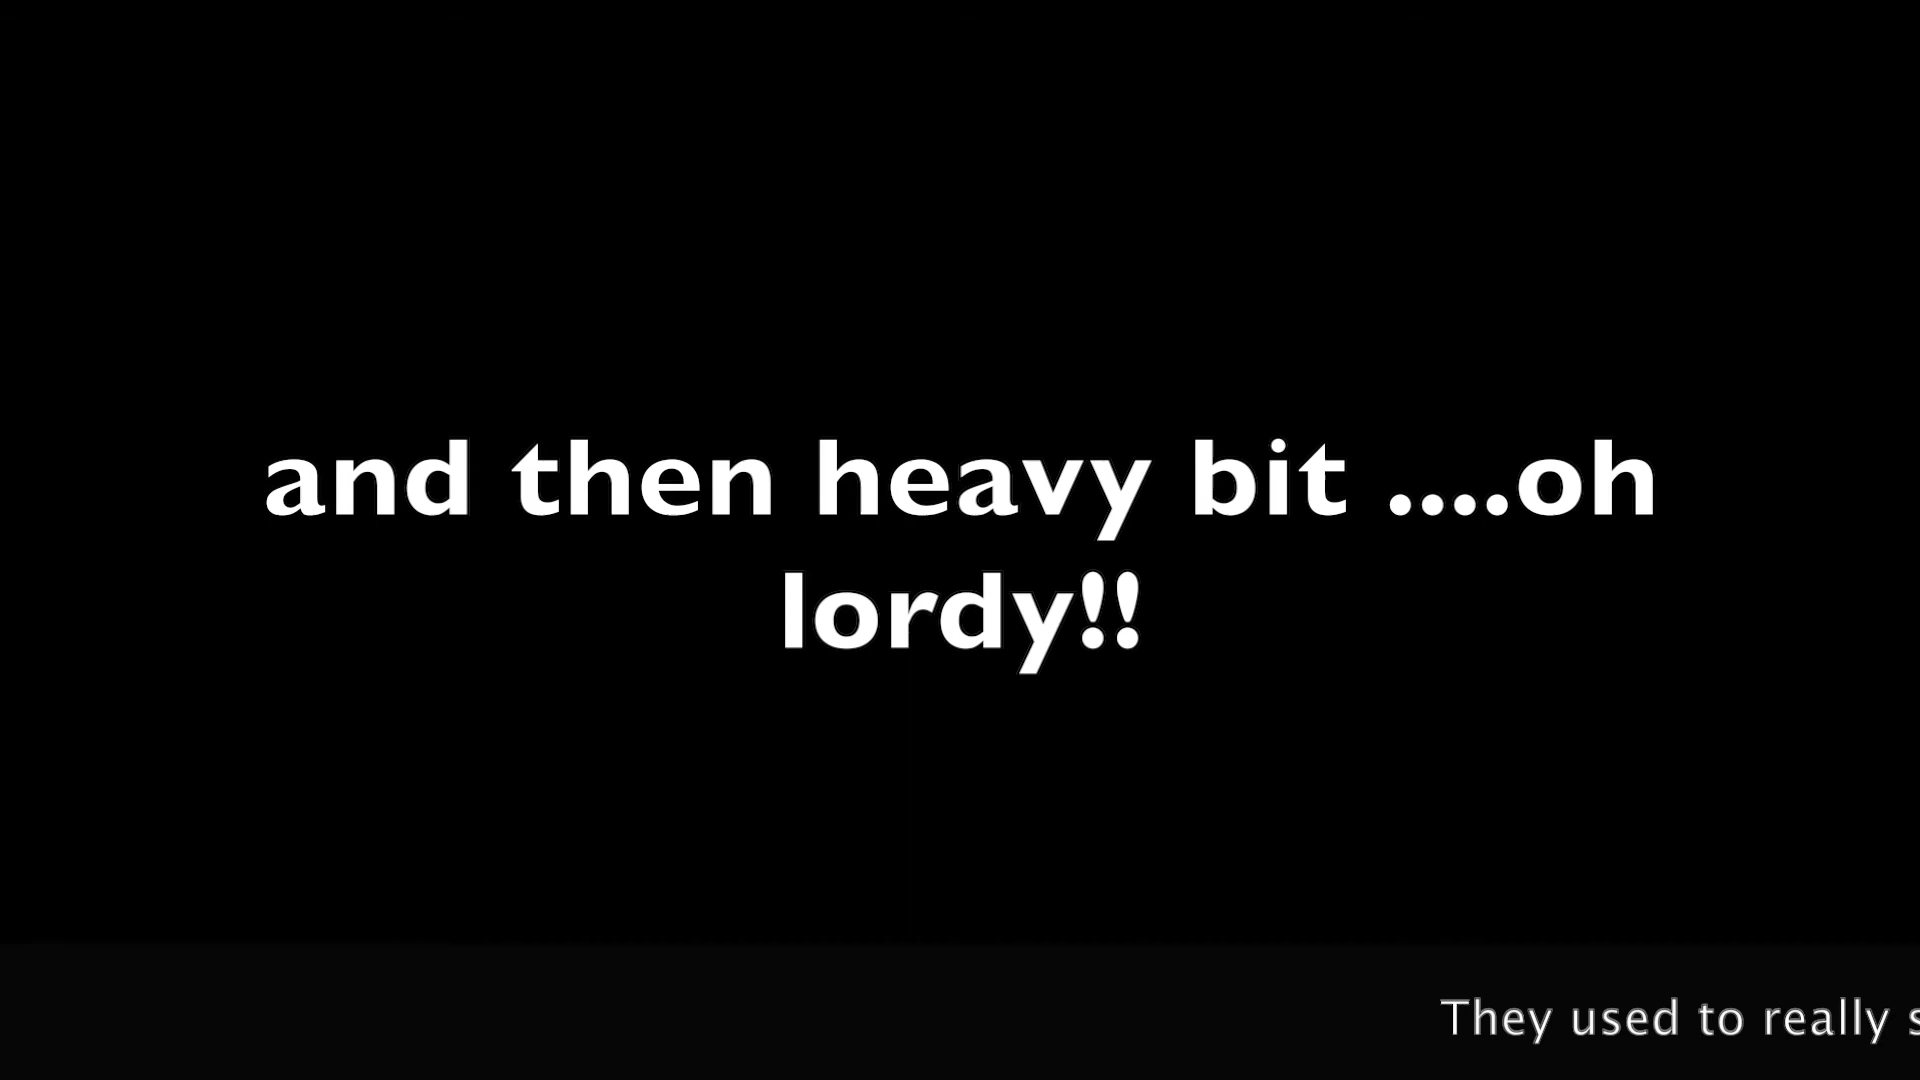 and then heavy bit ....oh
lordy!!
They used to really